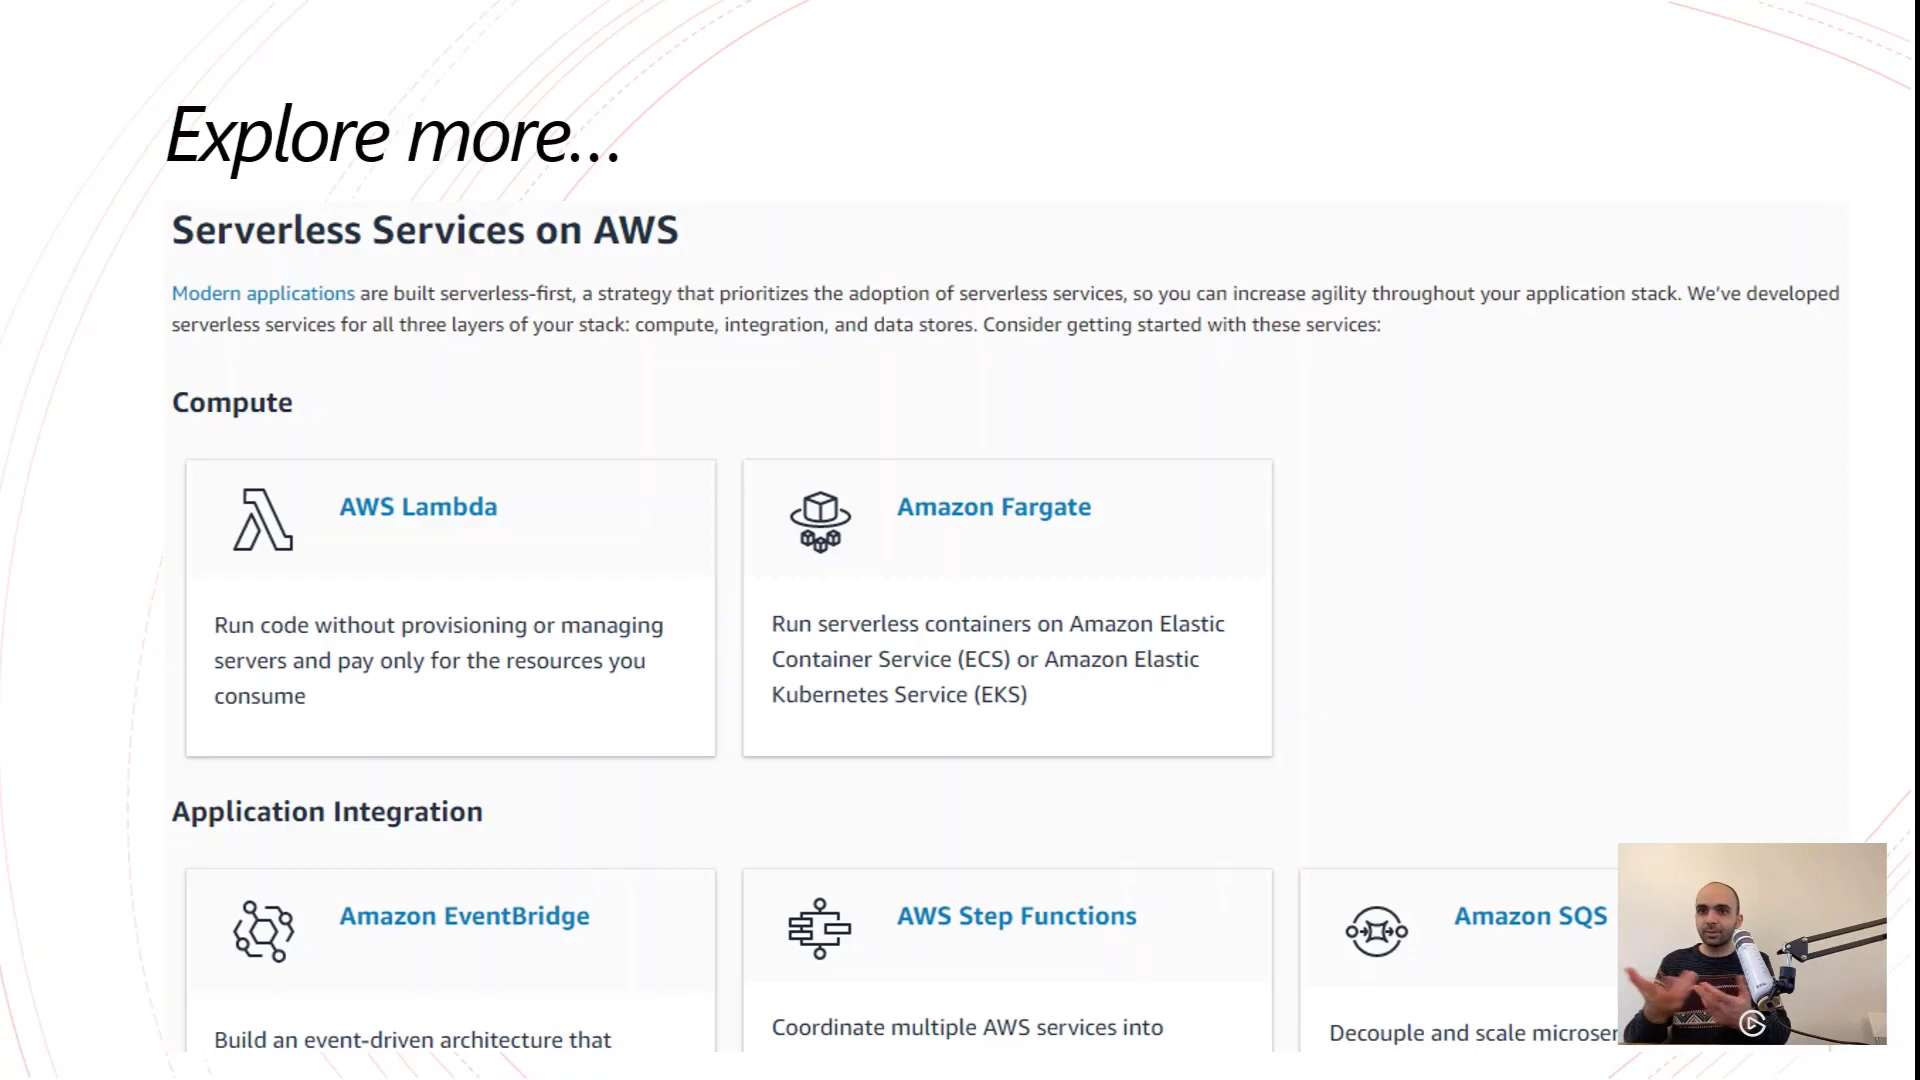 Explore more...
Serverless Services on AWS
Modern applications are built serverless-first, a strategy that prioritizes the adoption of serverless services, so you can increase agility throughout your application stack. We've developed
serverless services for all three layers of your stack: compute, integration, and data stores. Consider getting started with these services:
Compute
AWS Lambda
Run code without provisioning or managing
servers and pay only for the resources you
consume
Amazon Fargate
Run serverless containers on Amazon Elastic
Container Service (ECS) or Amazon Elastic
Kubernetes Service (EKS)
Application Integration
Amazon EventBridge
Build an event-driven architecture that
AWS Step Functions
Coordinate multiple AWS services into
Amazon SQS
Decouple and scale